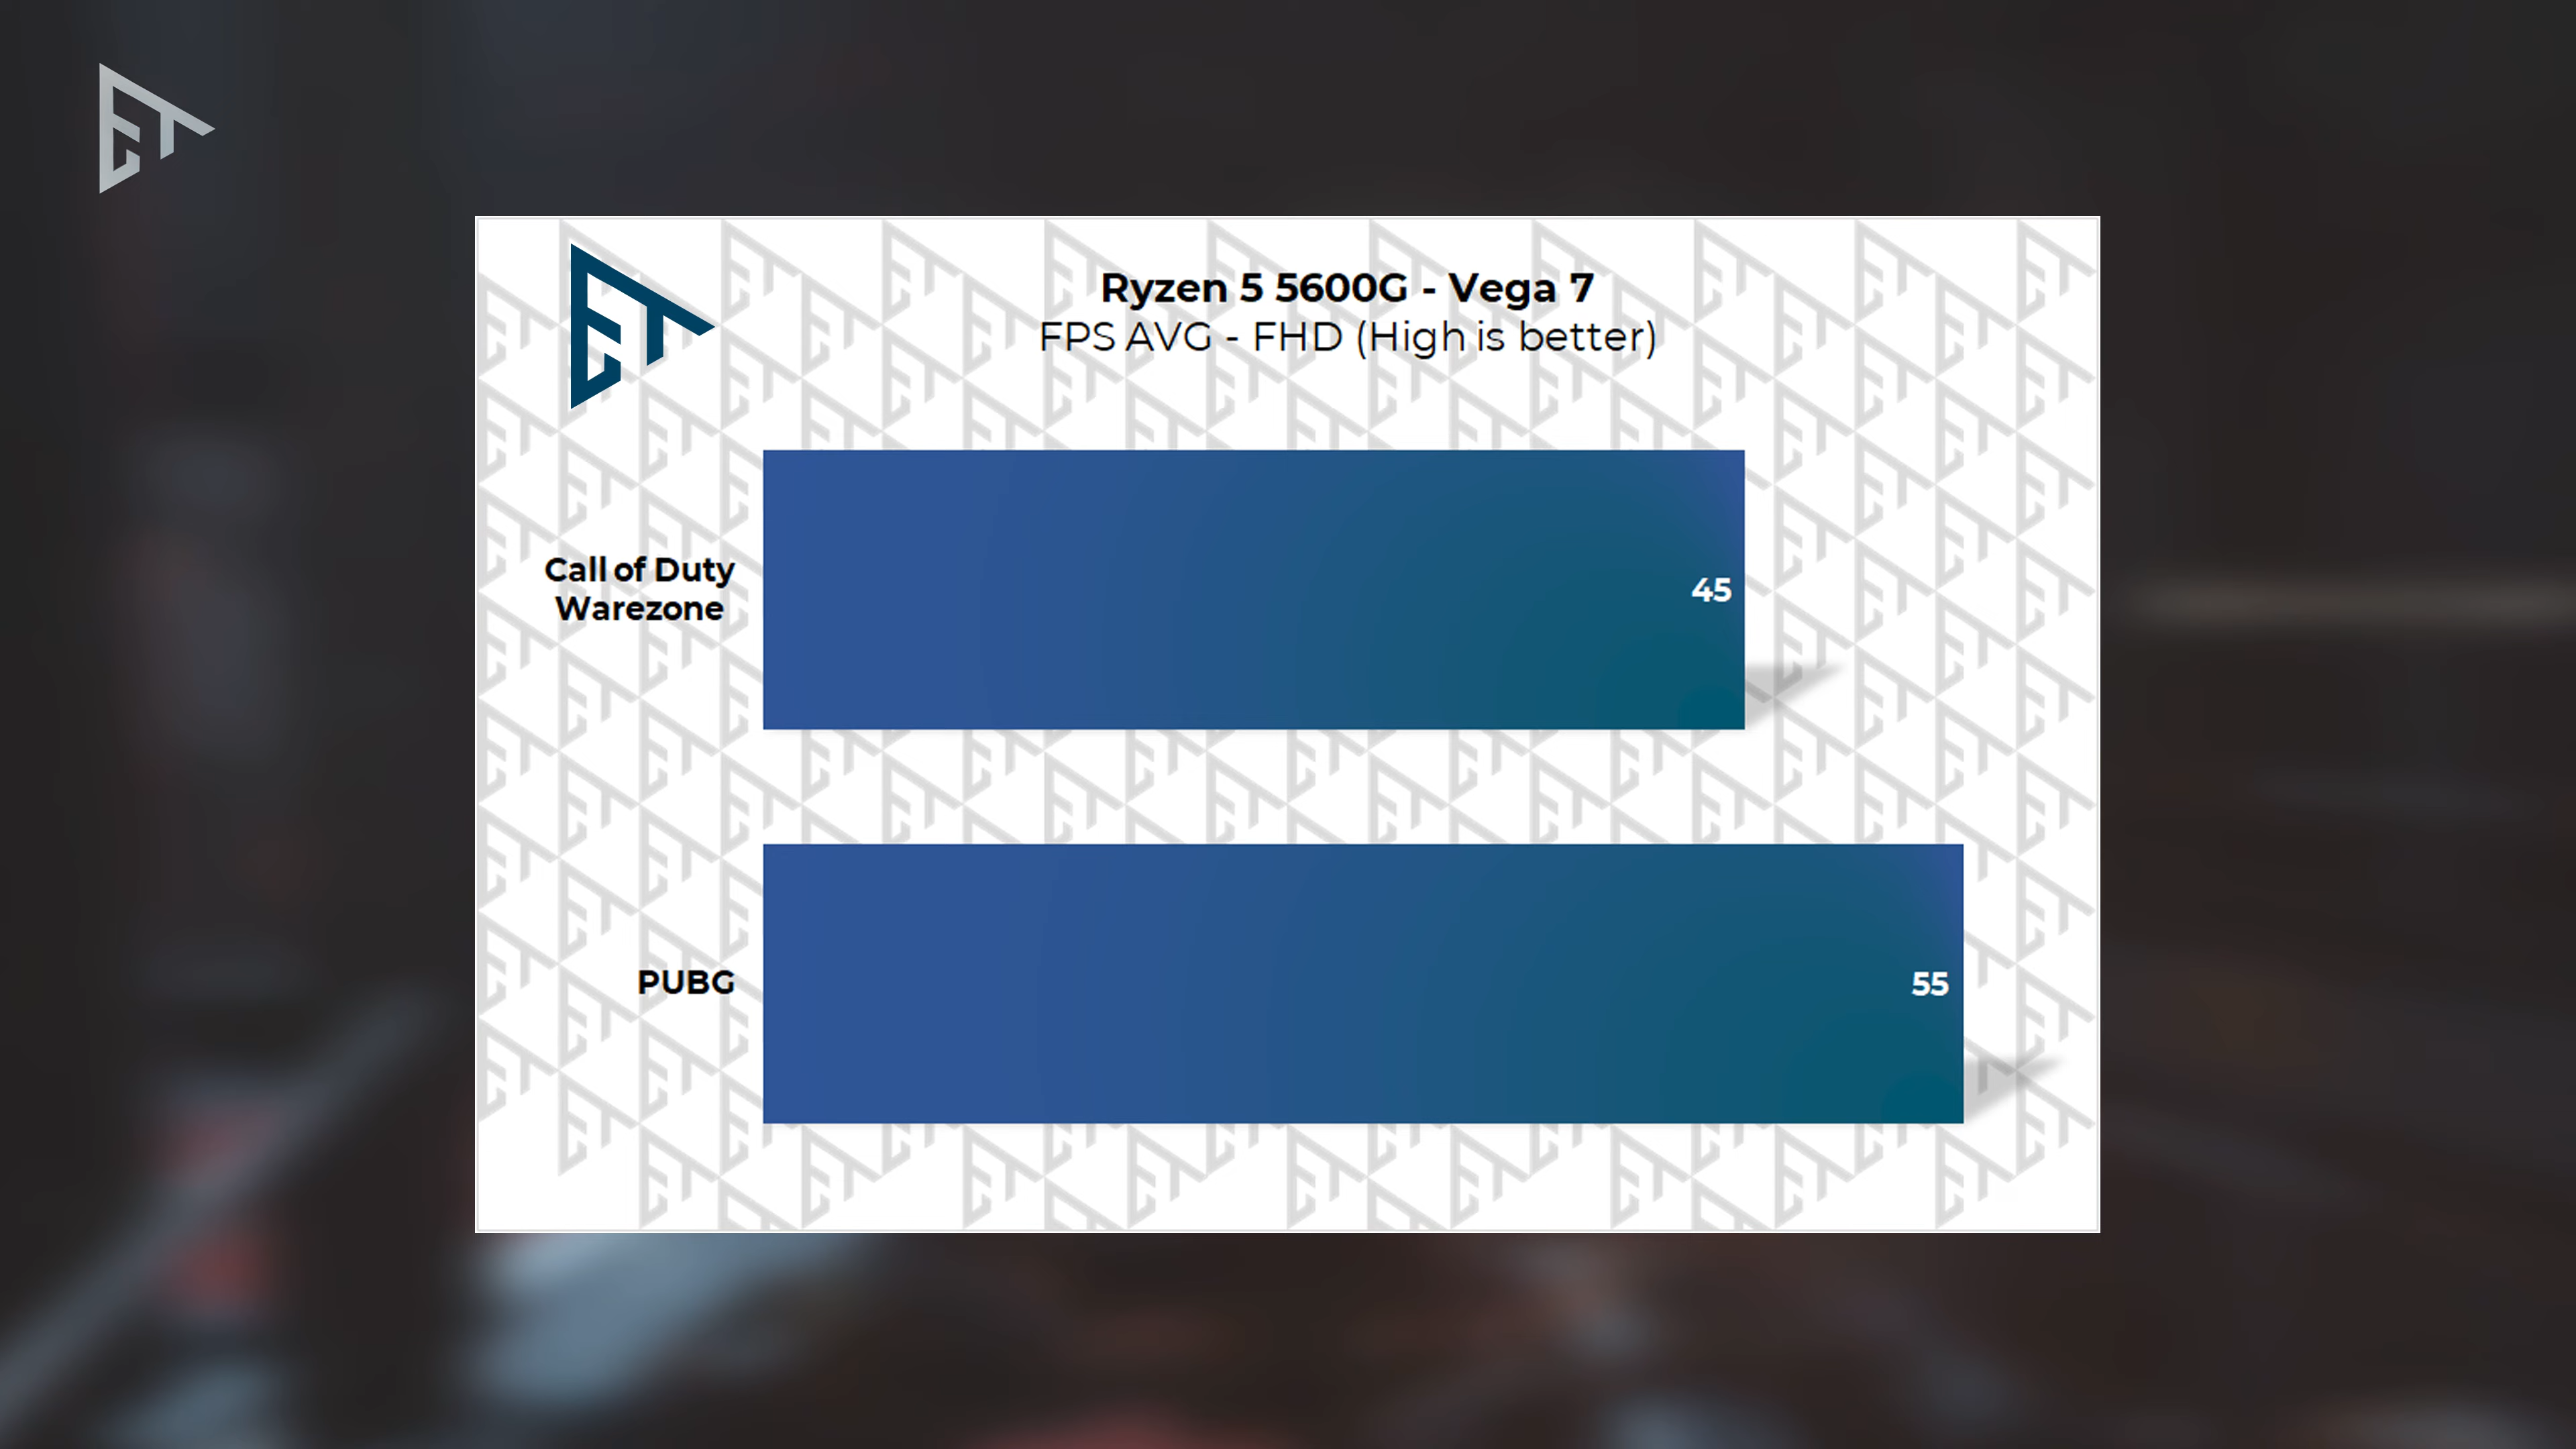 Ryzen 5 5600G - Vega 7
FPS AVG - FHD (High is better)
Call of Duty
Warezone
45
PUBG
55